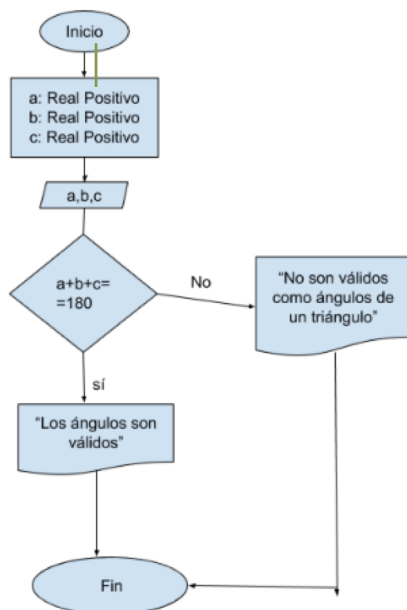 Inicio
a: Real Positivo
b: Real Positivo
c: Real Positivo
a,b,c
a+b+c=
=180
No
“No son válidos
como ángulos de
un triángulo”
sí
“Los ángulos son
válidos”
Fin